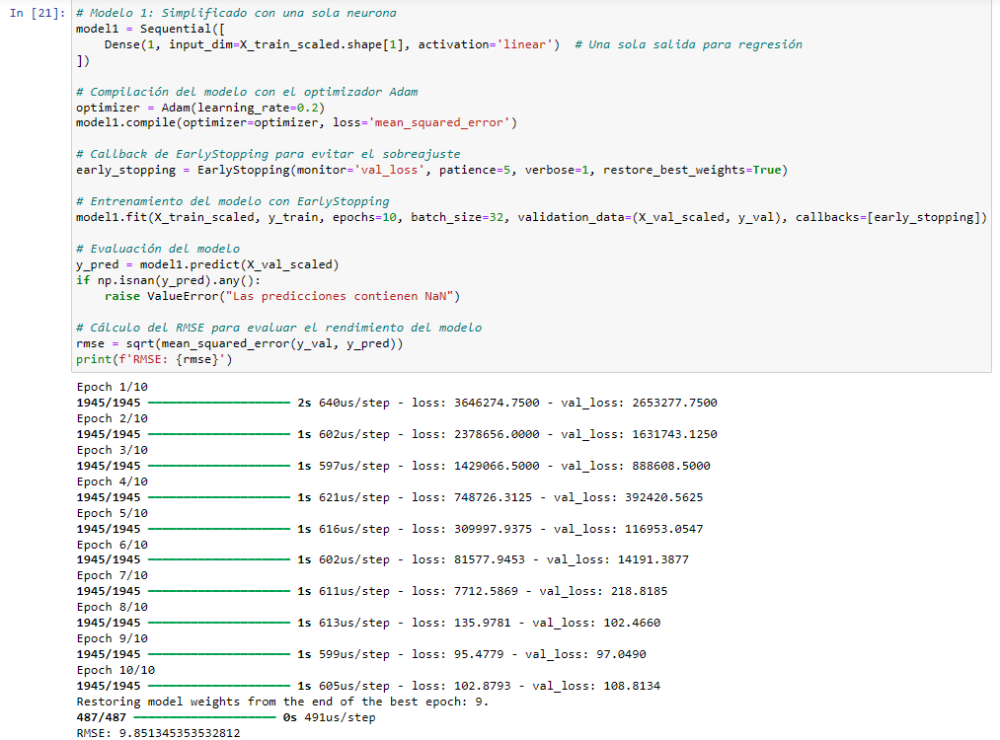 In [21]: # Modelo 1: Simplificado con una sola neurona
model1 = Sequential([
    Dense(1, input_dim=X_train_scaled.shape[1], activation='linear')  # Una sola salida para regresión
])

# Compilación del modelo con el optimizador Adam
optimizer = Adam(learning_rate=0.2)
model1.compile(optimizer=optimizer, loss='mean_squared_error')

# Callback de EarlyStopping para evitar el sobreajuste
early_stopping = EarlyStopping(monitor='val_loss', patience=5, verbose=1, restore_best_weights=True)

# Entrenamiento del modelo con EarlyStopping
model1.fit(X_train_scaled, y_train, epochs=10, batch_size=32, validation_data=(X_val_scaled, y_val), callbacks=[early_stopping])

# Evaluación del modelo
y_pred = model1.predict(X_val_scaled)
if np.isnan(y_pred).any():
    raise ValueError("Las predicciones contienen NaN")

# Cálculo del RMSE para evaluar el rendimiento del modelo
rmse = sqrt(mean_squared_error(y_val, y_pred))
print(f'RMSE: {rmse}')

Epoch 1/10
1945/1945 ━━━━━━━━━━━━━━━━━━━━ 2s 640us/step - loss: 3646274.7500 - val_loss: 2653277.7500
Epoch 2/10
1945/1945 ━━━━━━━━━━━━━━━━━━━━ 1s 602us/step - loss: 2378656.0000 - val_loss: 1631743.1250
Epoch 3/10
1945/1945 ━━━━━━━━━━━━━━━━━━━━ 1s 597us/step - loss: 1429066.5000 - val_loss: 888608.5000
Epoch 4/10
1945/1945 ━━━━━━━━━━━━━━━━━━━━ 1s 621us/step - loss: 748726.3125 - val_loss: 392420.5625
Epoch 5/10
1945/1945 ━━━━━━━━━━━━━━━━━━━━ 1s 616us/step - loss: 309997.9375 - val_loss: 116953.0547
Epoch 6/10
1945/1945 ━━━━━━━━━━━━━━━━━━━━ 1s 602us/step - loss: 81577.9453 - val_loss: 14191.3877
Epoch 7/10
1945/1945 ━━━━━━━━━━━━━━━━━━━━ 1s 611us/step - loss: 7712.5869 - val_loss: 218.8185
Epoch 8/10
1945/1945 ━━━━━━━━━━━━━━━━━━━━ 1s 613us/step - loss: 135.9781 - val_loss: 102.4660
Epoch 9/10
1945/1945 ━━━━━━━━━━━━━━━━━━━━ 1s 599us/step - loss: 95.4779 - val_loss: 97.0490
Epoch 10/10
1945/1945 ━━━━━━━━━━━━━━━━━━━━ 1s 605us/step - loss: 102.8793 - val_loss: 108.8134
Restoring model weights from the end of the best epoch: 9.
487/487 ━━━━━━━━━━━━━━━━━━━━ 0s 491us/step
RMSE: 9.851345353532812